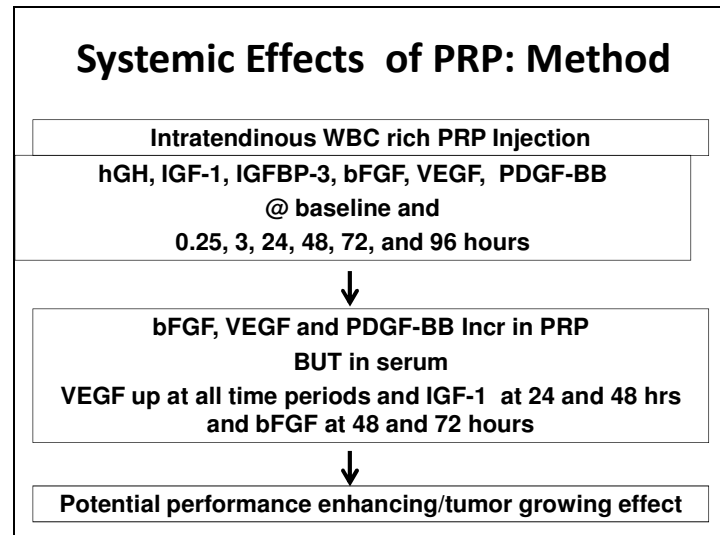 Systemic Effects of PRP: Method
Intratendinous WBC rich PRP Injection
hGH, IGF-1, IGFBP-3, bFGF, VEGF, PDGF-BB
@ baseline and
0.25, 3, 24, 48, 72, and 96 hours
bFGF, VEGF and PDGF-BB Incr in PRP
BUT in serum
VEGF up at all time periods and IGF-1 at 24 and 48 hrs
and bFGF at 48 and 72 hours
Potential performance enhancing/tumor growing effect